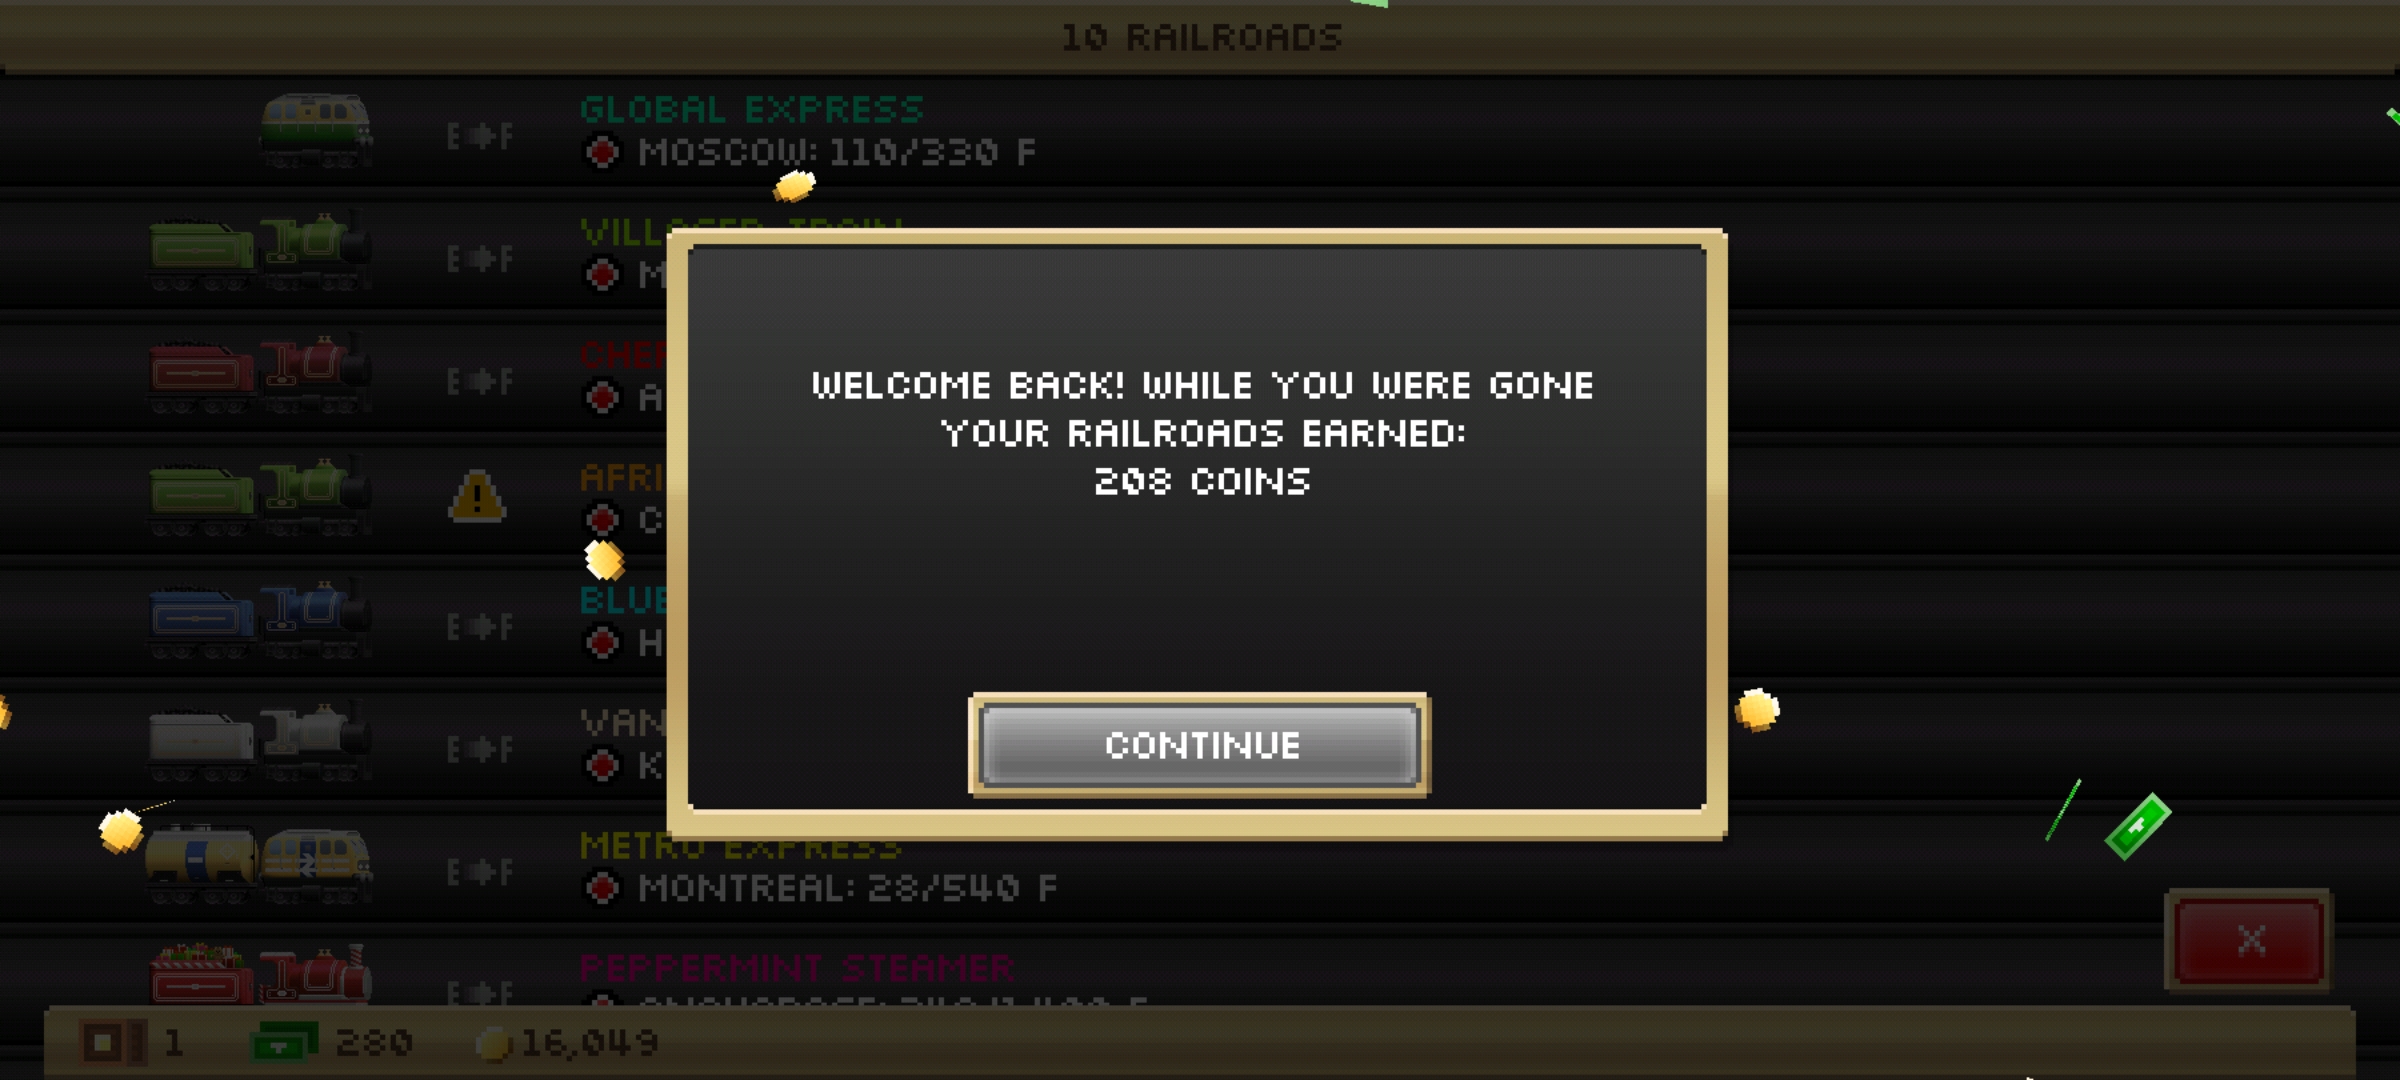 10 RAILROADS
E F
GLOBAL EXPRESS
MOSCOW: 110/330 F
E F
E F
E F
E F
WELCOME BACK! WHILE YOU WERE GONE
YOUR RAILROADS EARNED:
208 COINS
CONTINUE
E F
METRO EXPRESS
MONTREAL: 28/540 F
E F
PEPPERMINT STEAMER
X
1 280 16,049